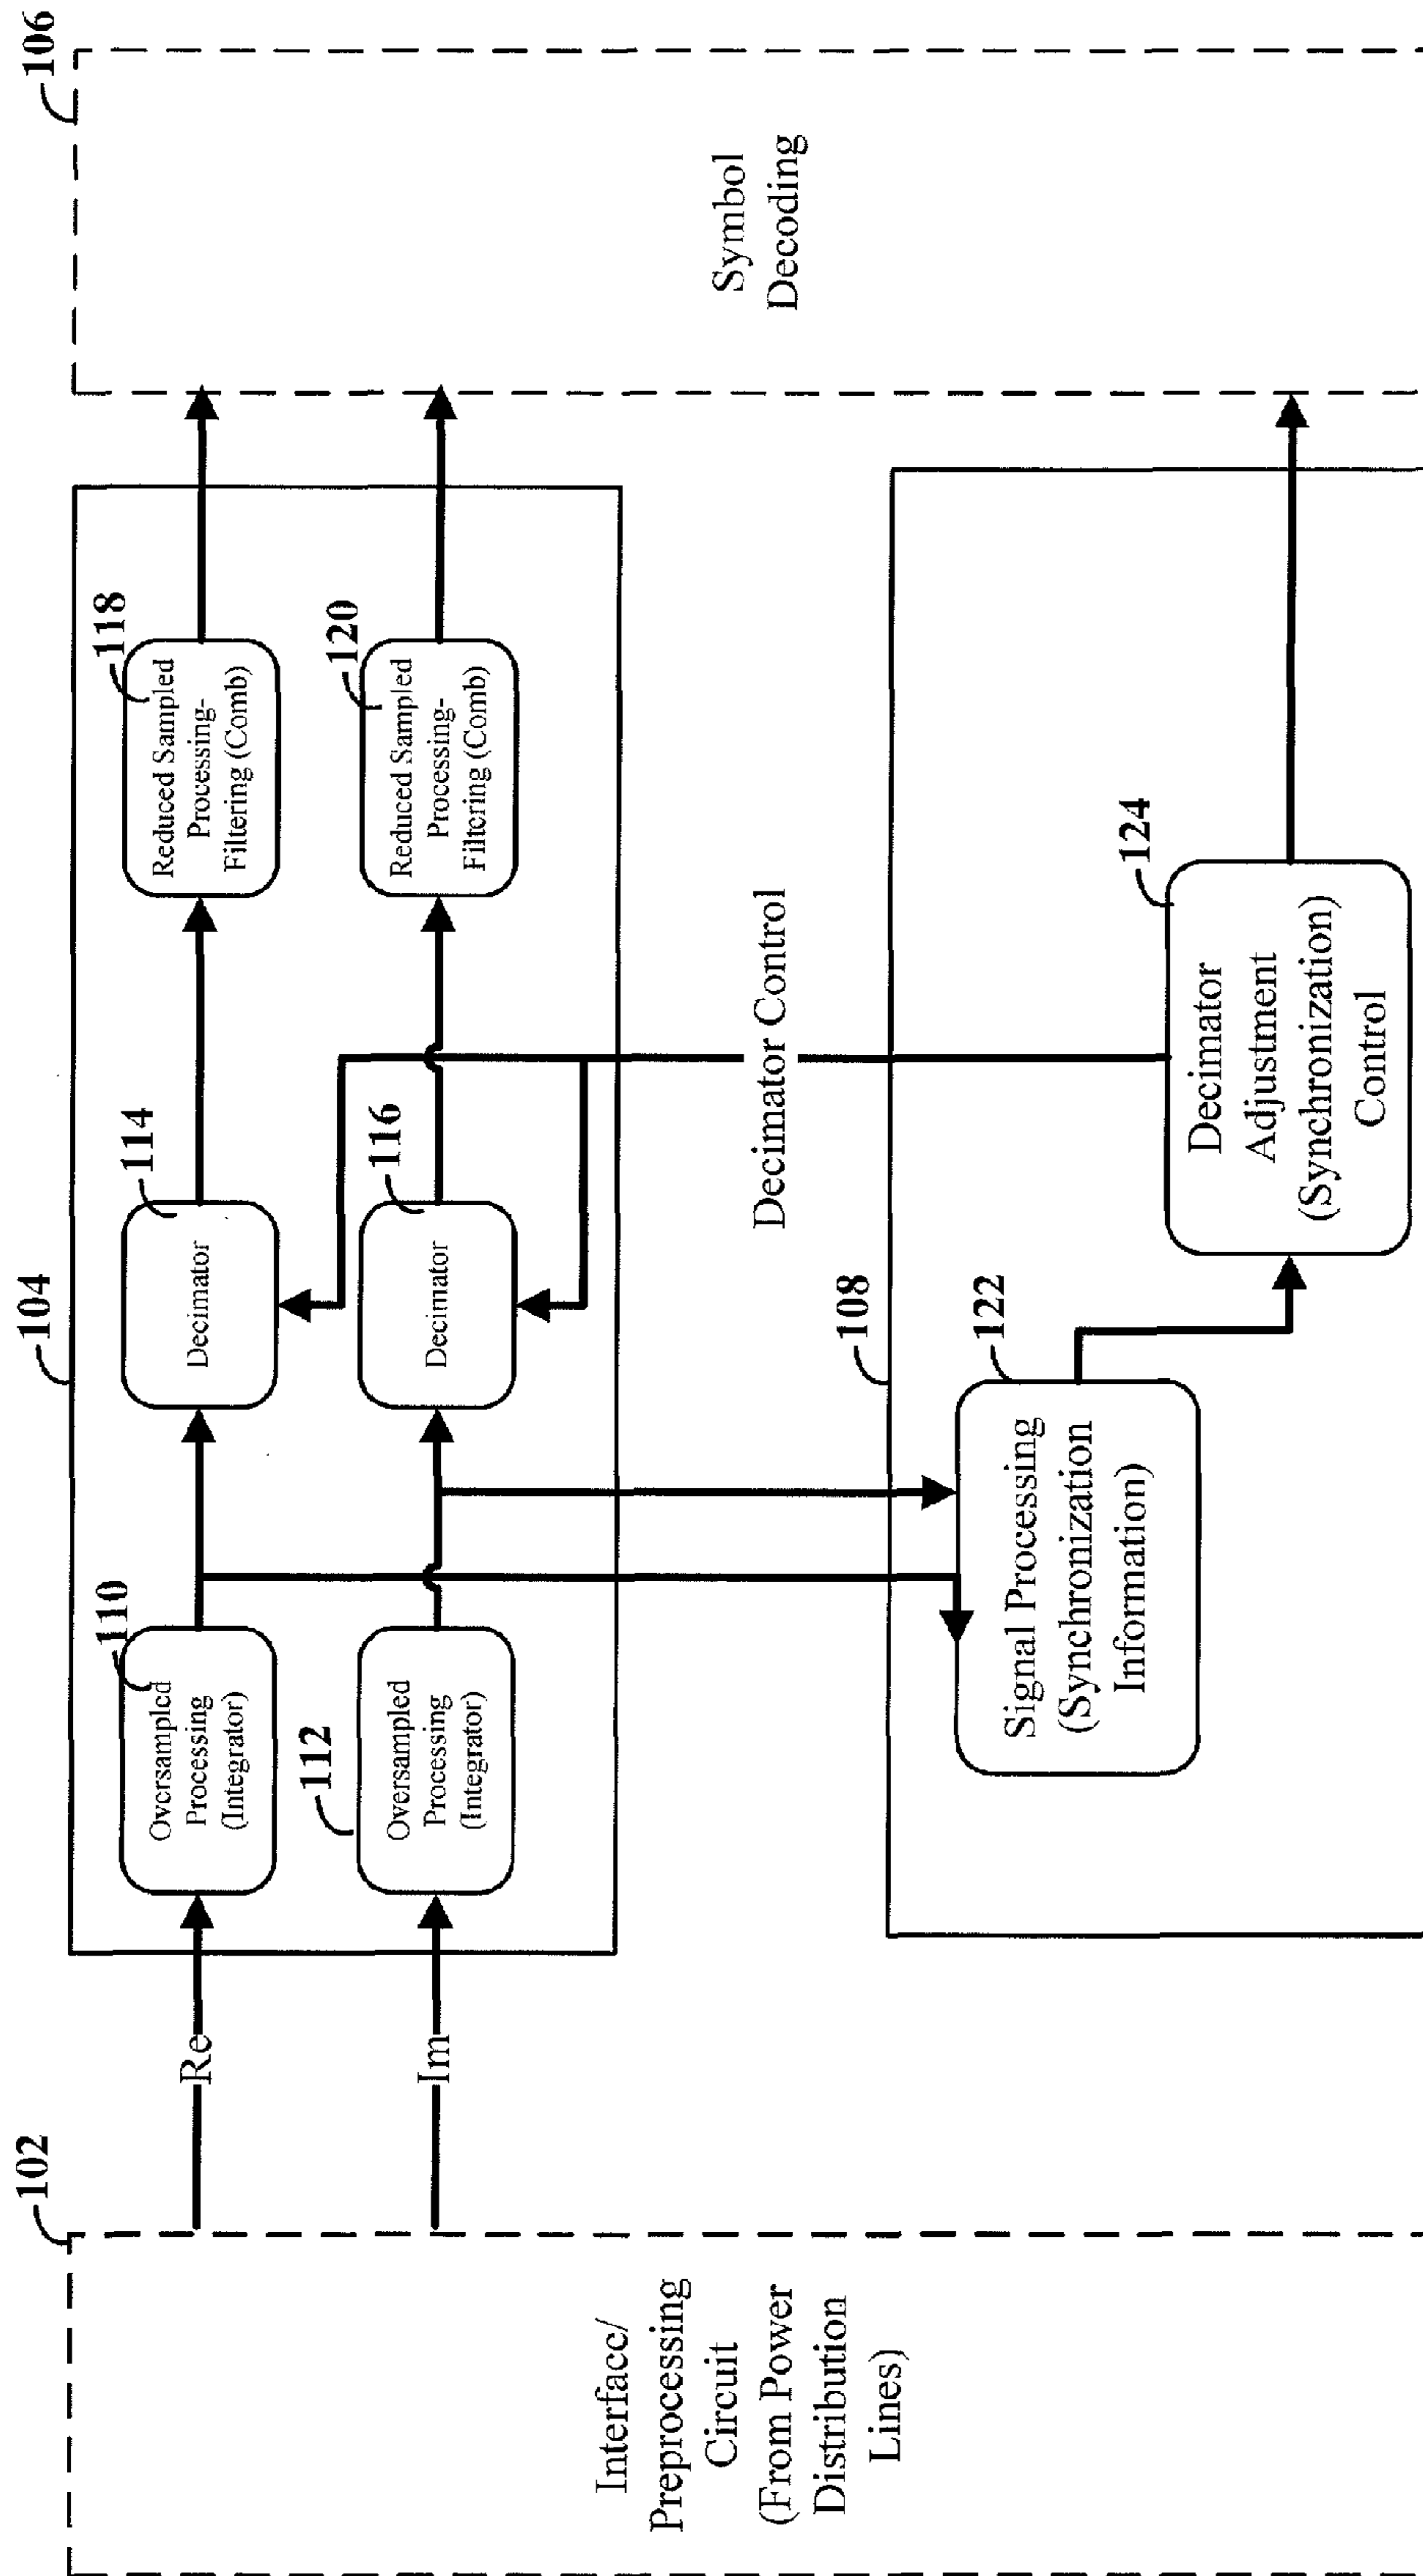 102
Interface/
Preprocessing
Circuit
(From Power
Distribution
Lines)
Re
Im
104
110
Oversampled
Processing
(Integrator)
114
Decimator
118
Reduced Sampled
Processing-
Filtering (Comb)
112
Oversampled
Processing
(Integrator)
116
Decimator
120
Reduced Sampled
Processing-
Filtering (Comb)
Decimator Control
108
122
Signal Processing
(Synchronization
Information)
124
Decimator
Adjustment
(Synchronization)
Control
106
Symbol
Decoding